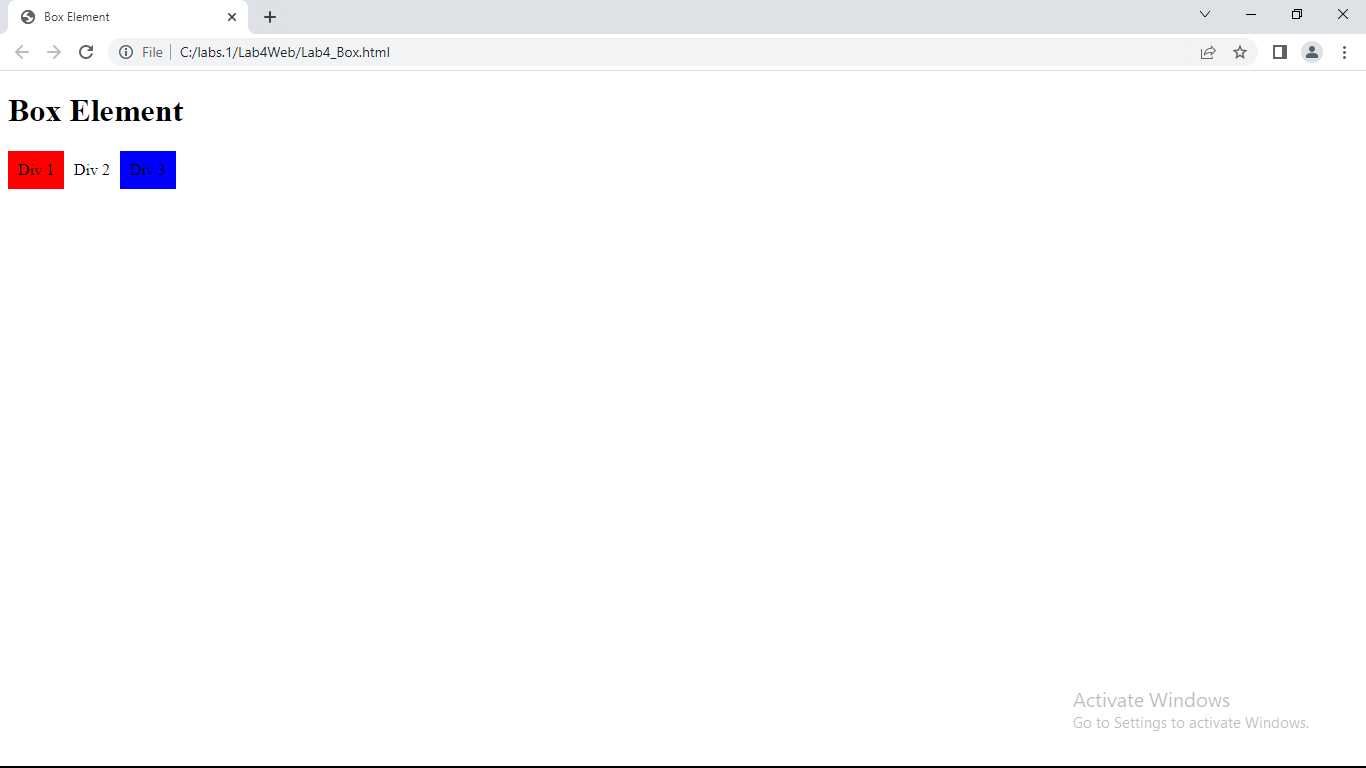 Box Element
File C:/labs.1/Lab4Web/Lab4_Box.html
Box Element
Div 1 Div 2 Div 3
Activate Windows
Go to Settings to activate Windows.